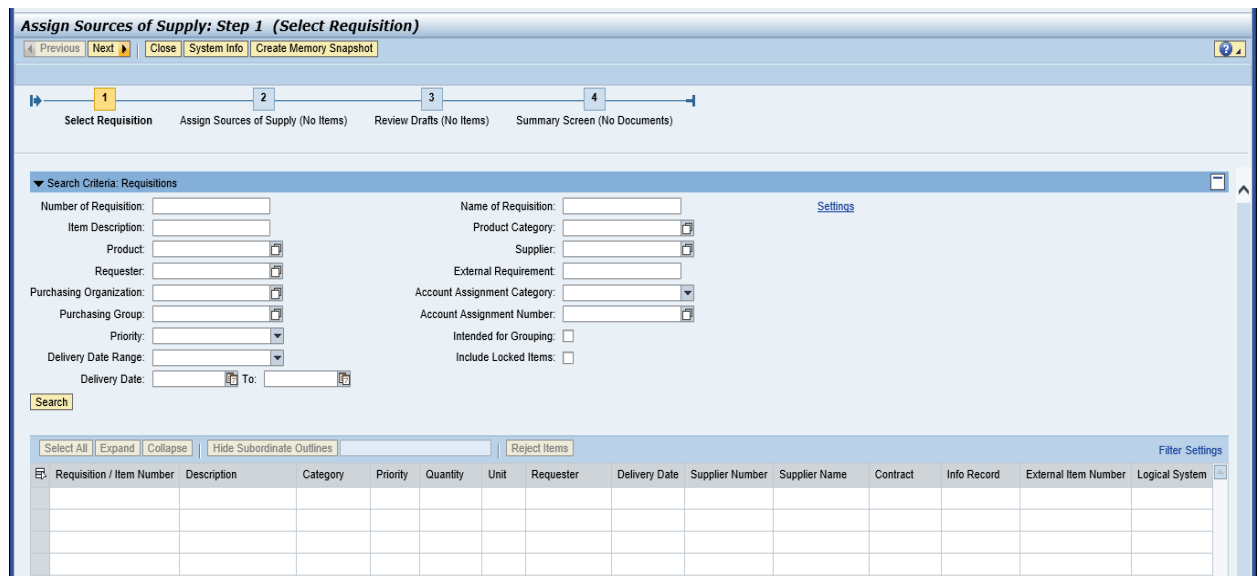 Assign Sources of Supply: Step 1 (Select Requisition)
Previous Next Close System Info Create Memory Snapshot
1 2 3 4
Select Requisition Assign Sources of Supply (No Items) Review Drafts (No Items) Summary Screen (No Documents)
Search Criteria: Requisitions
Number of Requisition: Name of Requisition: Settings
Item Description: Product Category:
Product: Supplier:
Requester: External Requirement:
Purchasing Organization: Account Assignment Category:
Purchasing Group: Account Assignment Number:
Priority: Intended for Grouping:
Delivery Date Range: Include Locked Items:
Delivery Date: To:
Search
Select All Expand Collapse Hide Subordinate Outlines Reject Items Filter Settings
Requisition / Item Number Description Category Priority Quantity Unit Requester Delivery Date Supplier Number Supplier Name Contract Info Record External Item Number Logical System